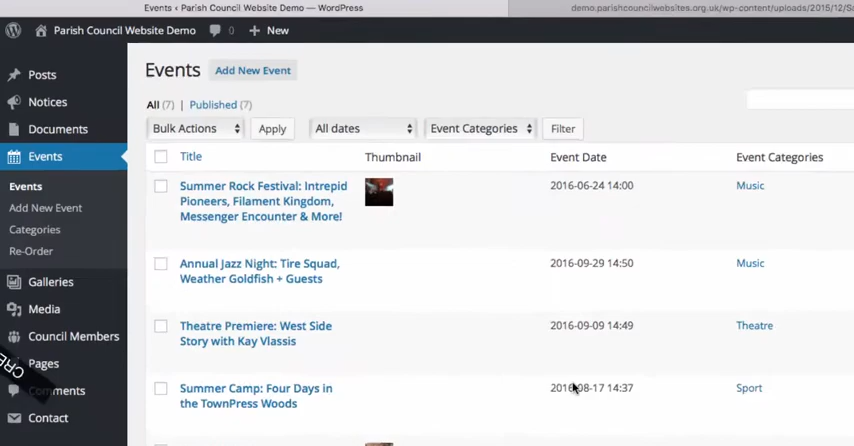 Events ‹ Parish Council Website Demo — WordPress
demo.parishcouncilwebsites.org.uk/wp-content/uploads/2015/12/
Parish Council Website Demo 0 + New
Posts
Notices
Documents
Events
Events
Add New Event
Categories
Re-Order
Galleries
Media
Council Members
Pages
Comments
Contact
Events Add New Event
All (7) | Published (7)
Bulk Actions Apply All dates Event Categories Filter
Title Thumbnail Event Date Event Categories
Summer Rock Festival: Intrepid 2016-06-24 14:00 Music
Pioneers, Filament Kingdom,
Messenger Encounter & More!
Annual Jazz Night: Tire Squad, 2016-09-29 14:50 Music
Weather Goldfish + Guests
Theatre Premiere: West Side 2016-09-09 14:49 Theatre
Story with Kay Vlassis
Summer Camp: Four Days in 2016-08-17 14:37 Sport
the TownPress Woods